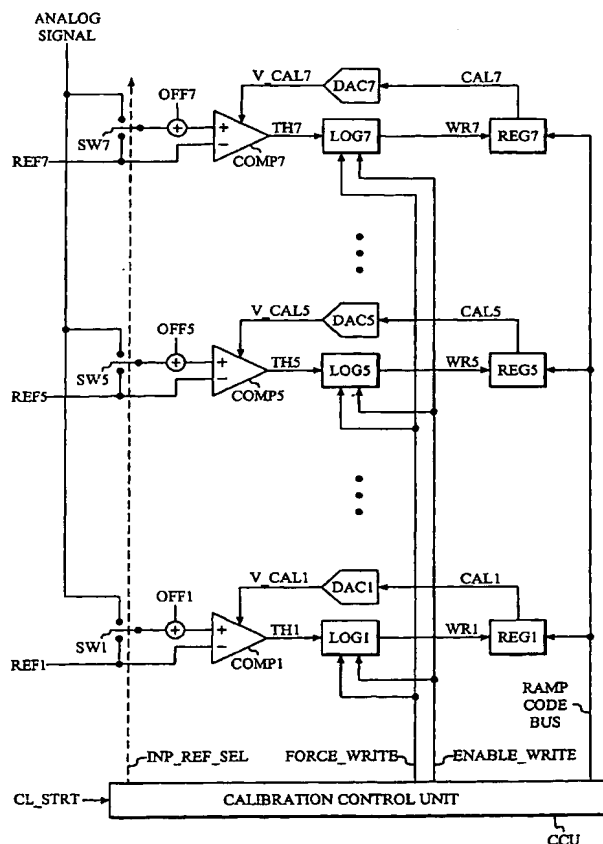 ANALOG
SIGNAL
OFF7
V_CAL7
DAC7
CAL7
SW7
+
+
−
TH7
LOG7
WR7
REG7
REF7
COMP7
OFF5
V_CAL5
DAC5
CAL5
SW5
+
+
−
TH5
LOG5
WR5
REG5
REF5
COMP5
OFF1
V_CAL1
DAC1
CAL1
SW1
+
+
−
TH1
LOG1
WR1
REG1
REF1
COMP1
RAMP
CODE
BUS
INP_REF_SEL
FORCE_WRITE
ENABLE_WRITE
CL_STRT
CALIBRATION CONTROL UNIT
CCU